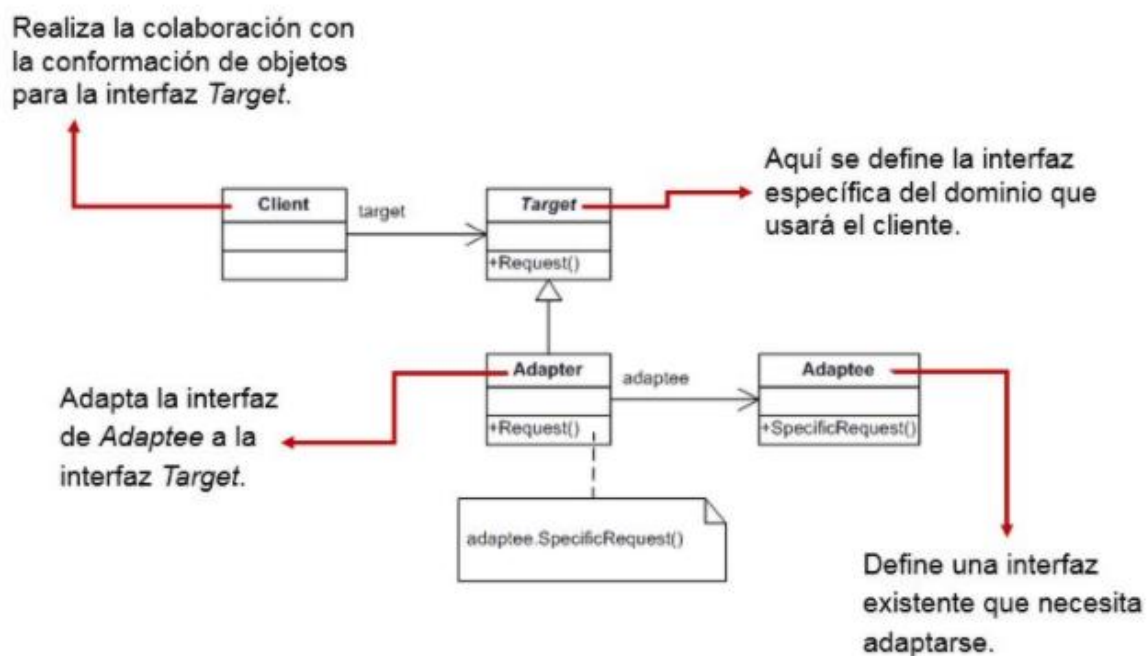 Realiza la colaboración con
la conformación de objetos
para la interfaz Target.
Aquí se define la interfaz
específica del dominio que
usará el cliente.
Client
target
Target
+Request()
Adapter
adaptee
Adaptee
+Request()
+SpecificRequest()
Adapta la interfaz
de Adaptee a la
interfaz Target.
adaptee.SpecificRequest()
Define una interfaz
existente que necesita
adaptarse.